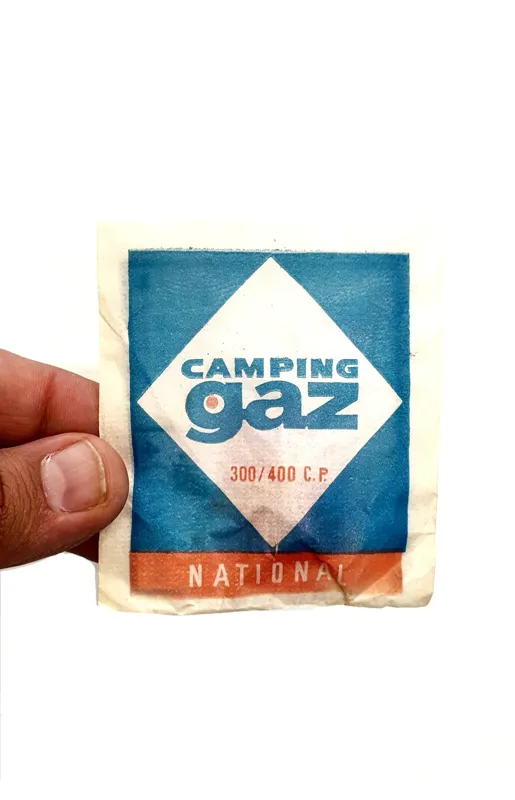 CAMPING
gaz
300/400 C.P.
NATIONAL